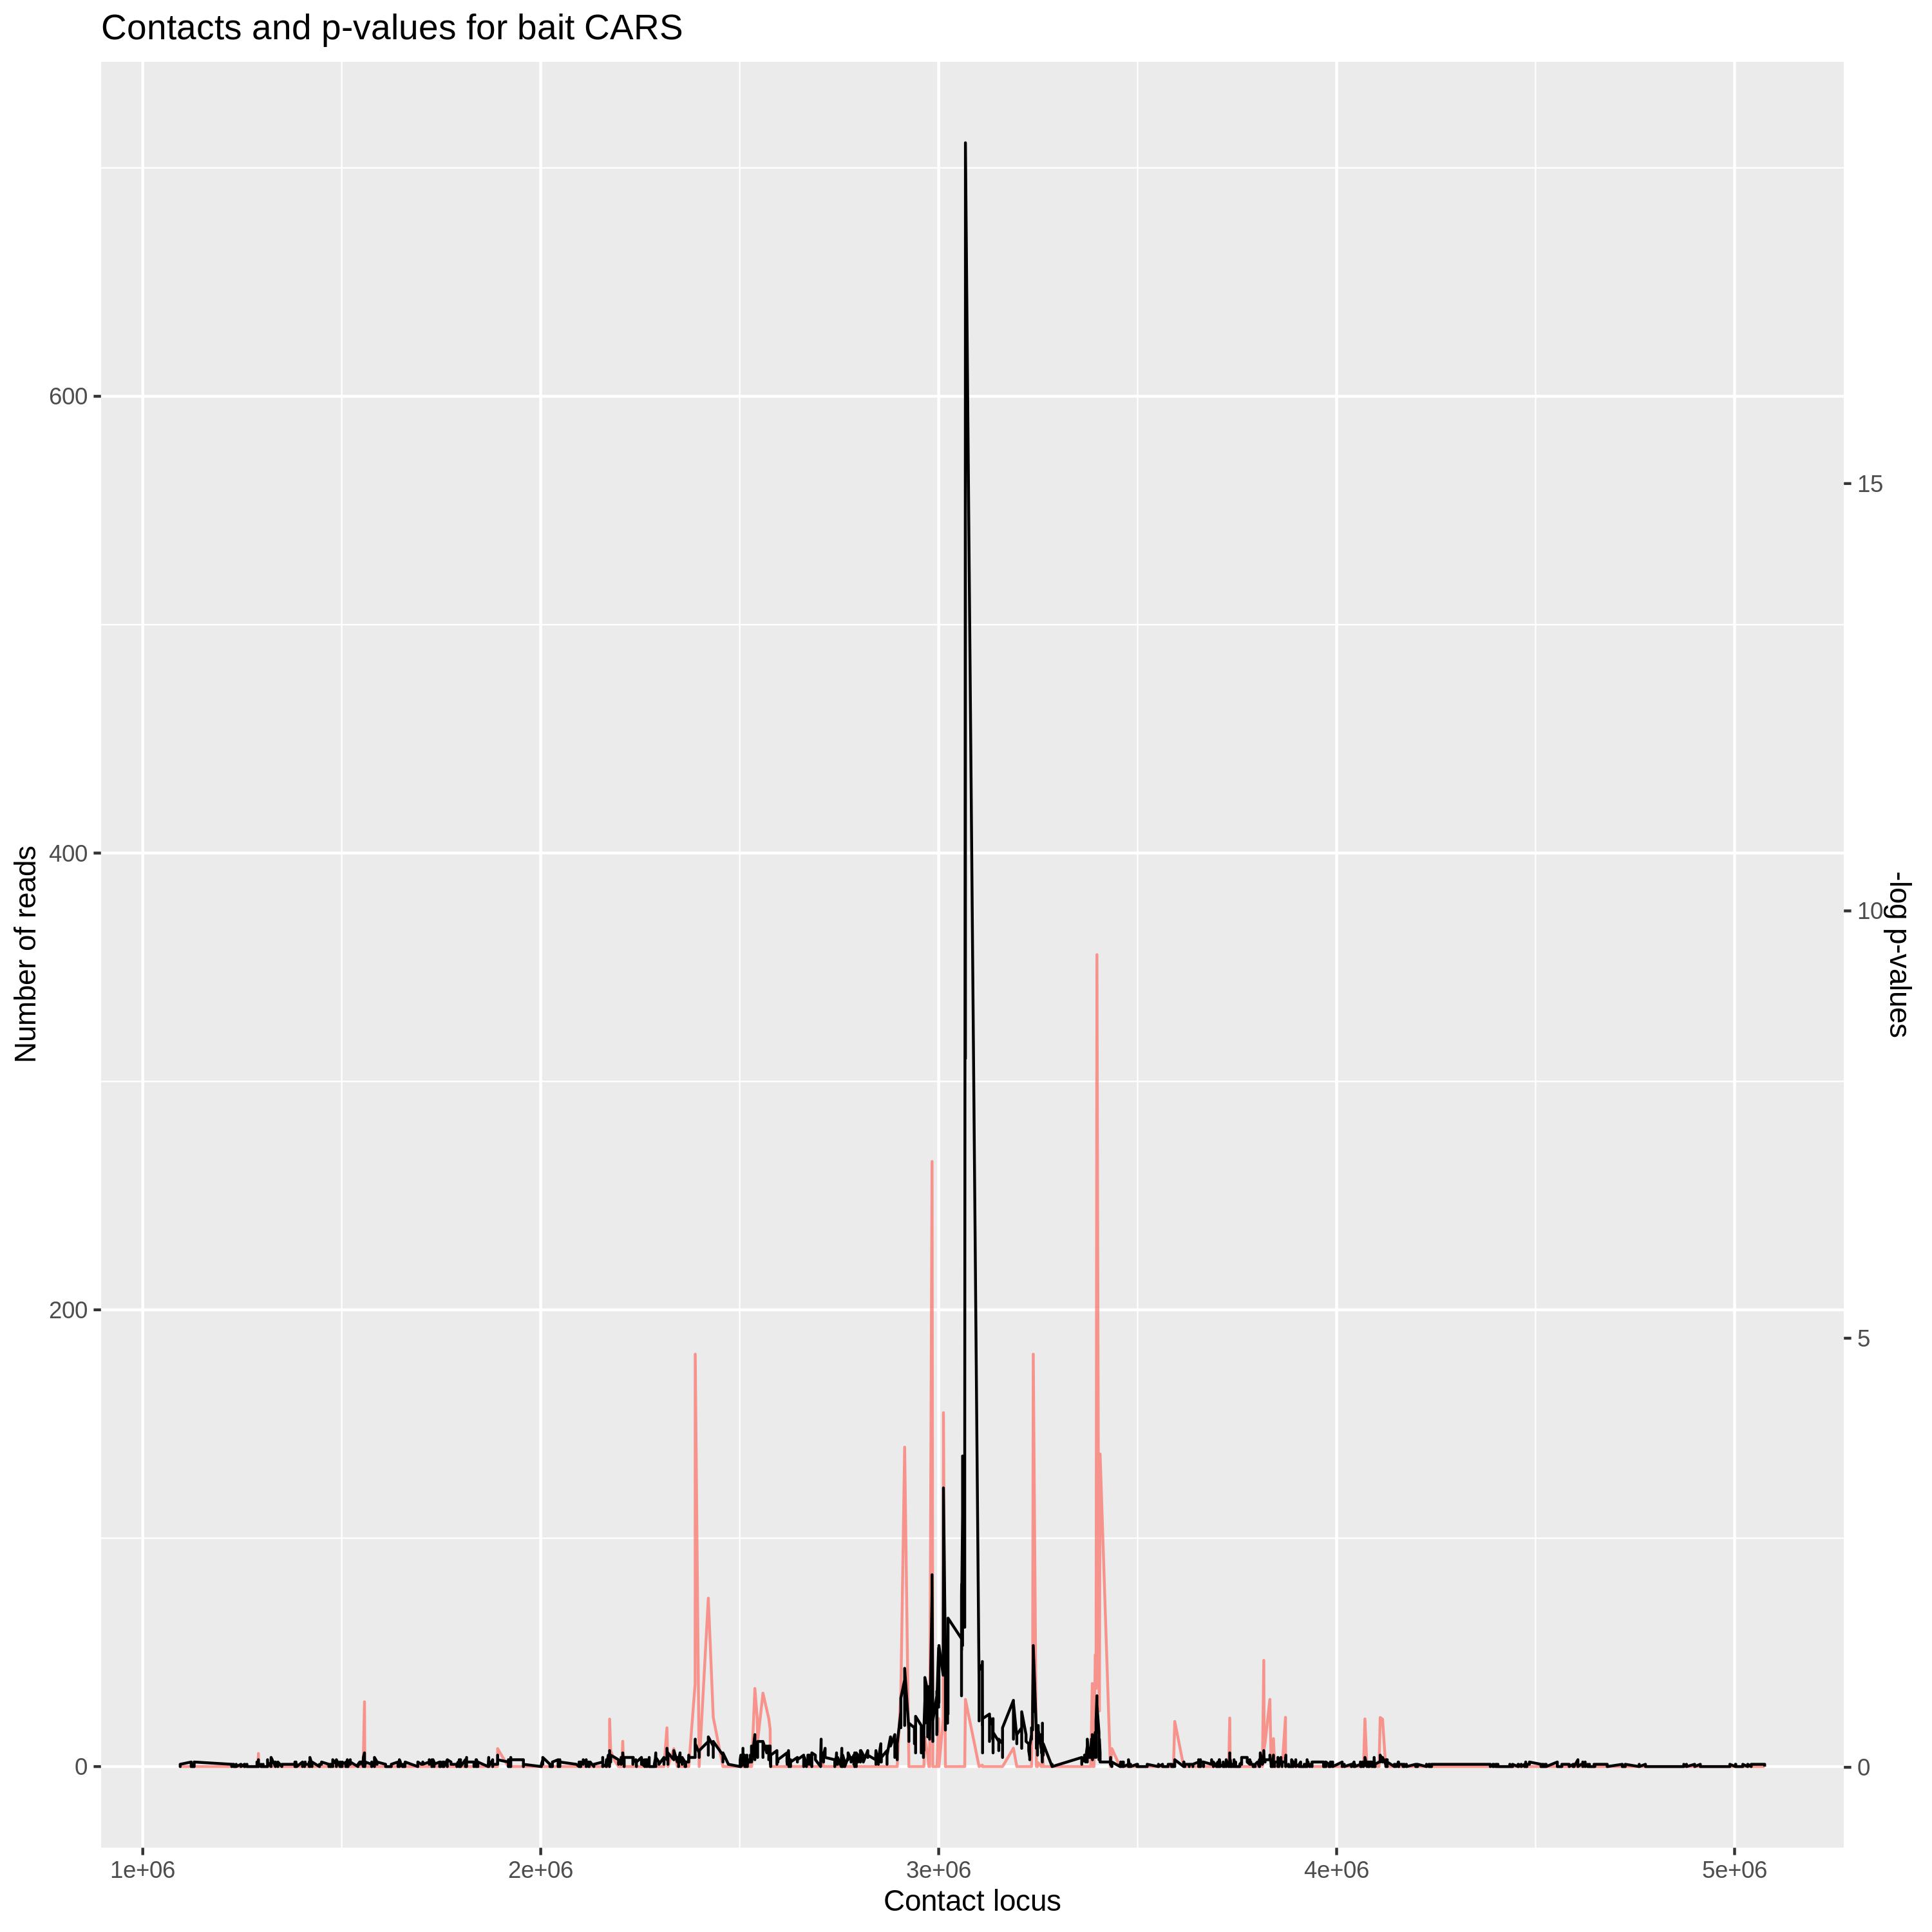 Contacts and p-values for bait CARS
600
400
200
0
Number of reads
15
10
5
0
-log p-values
1e+06
2e+06
3e+06
4e+06
5e+06
Contact locus